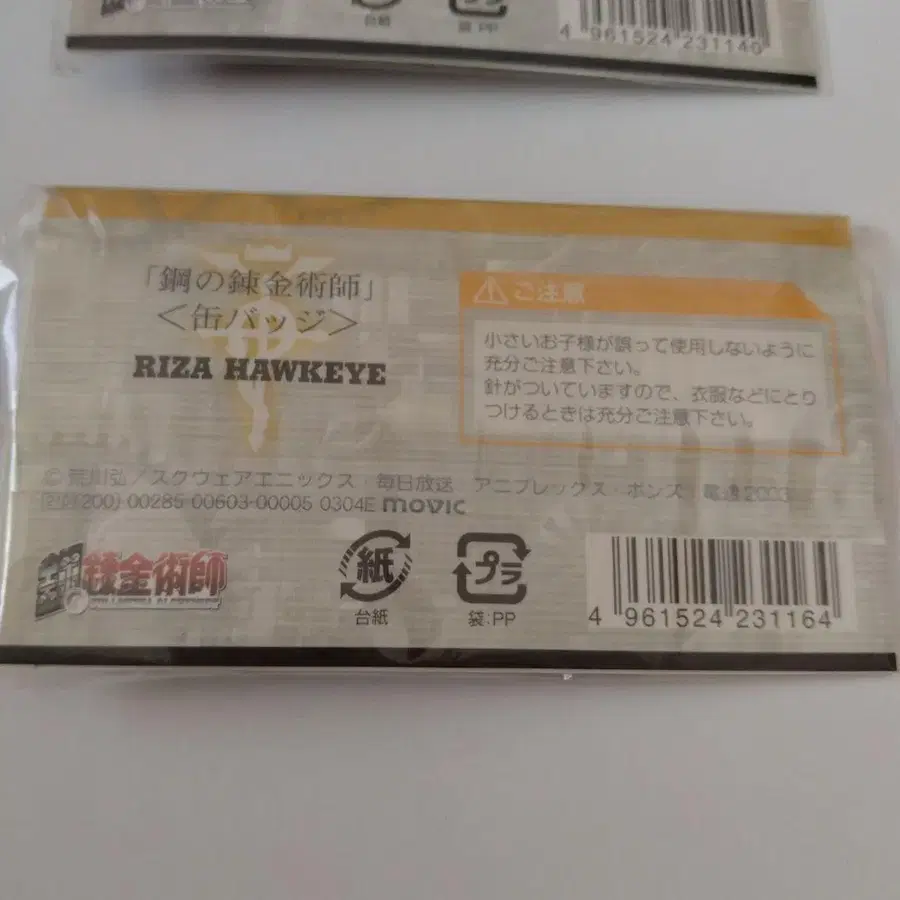 台紙
袋:PP
4 961524 231140
「鋼の錬金術師」
<缶バッジ>
RIZA HAWKEYE
ご注意
小さいお子様が誤って使用しないように
充分ご注意下さい。
針がついていますので、衣服などにとり
つけるときは充分ご注意下さい。
© 荒川弘/スクウェアエニックス・毎日放送 アニプレックス・ボンズ・電通2003
200) 00285-00603-00005 0304E movic
鋼の錬金術師
FULLMETAL ALCHEMIST
紙
台紙
プラ
袋:PP
4 961524 231164